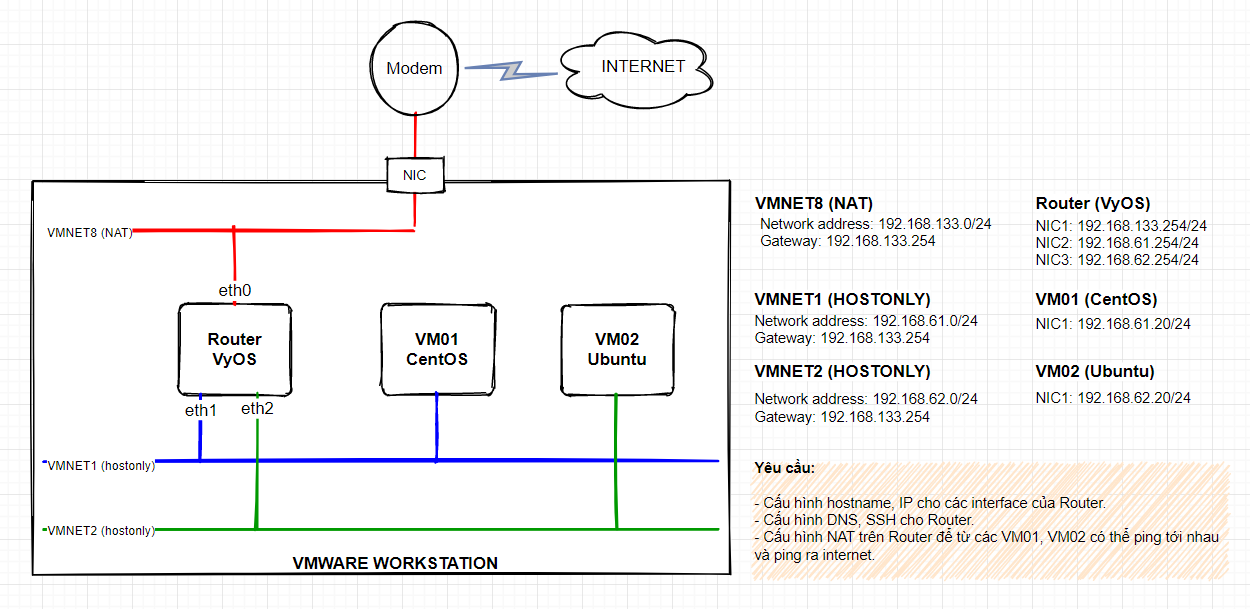 Modem
INTERNET
NIC
VMNET8 (NAT)
eth0
Router
VyOS
VM01
CentOS
VM02
Ubuntu
eth1
eth2
VMNET1 (hostonly)
VMNET2 (hostonly)
VMWARE WORKSTATION
VMNET8 (NAT)
Network address: 192.168.133.0/24
Gateway: 192.168.133.254
Router (VyOS)
NIC1: 192.168.133.254/24
NIC2: 192.168.61.254/24
NIC3: 192.168.62.254/24
VMNET1 (HOSTONLY)
Network address: 192.168.61.0/24
Gateway: 192.168.133.254
VM01 (CentOS)
NIC1: 192.168.61.20/24
VMNET2 (HOSTONLY)
Network address: 192.168.62.0/24
Gateway: 192.168.133.254
VM02 (Ubuntu)
NIC1: 192.168.62.20/24
Yêu cầu:
- Cấu hình hostname, IP cho các interface của Router.
- Cấu hình DNS, SSH cho Router.
- Cấu hình NAT trên Router để từ các VM01, VM02 có thể ping tới nhau
và ping ra internet.